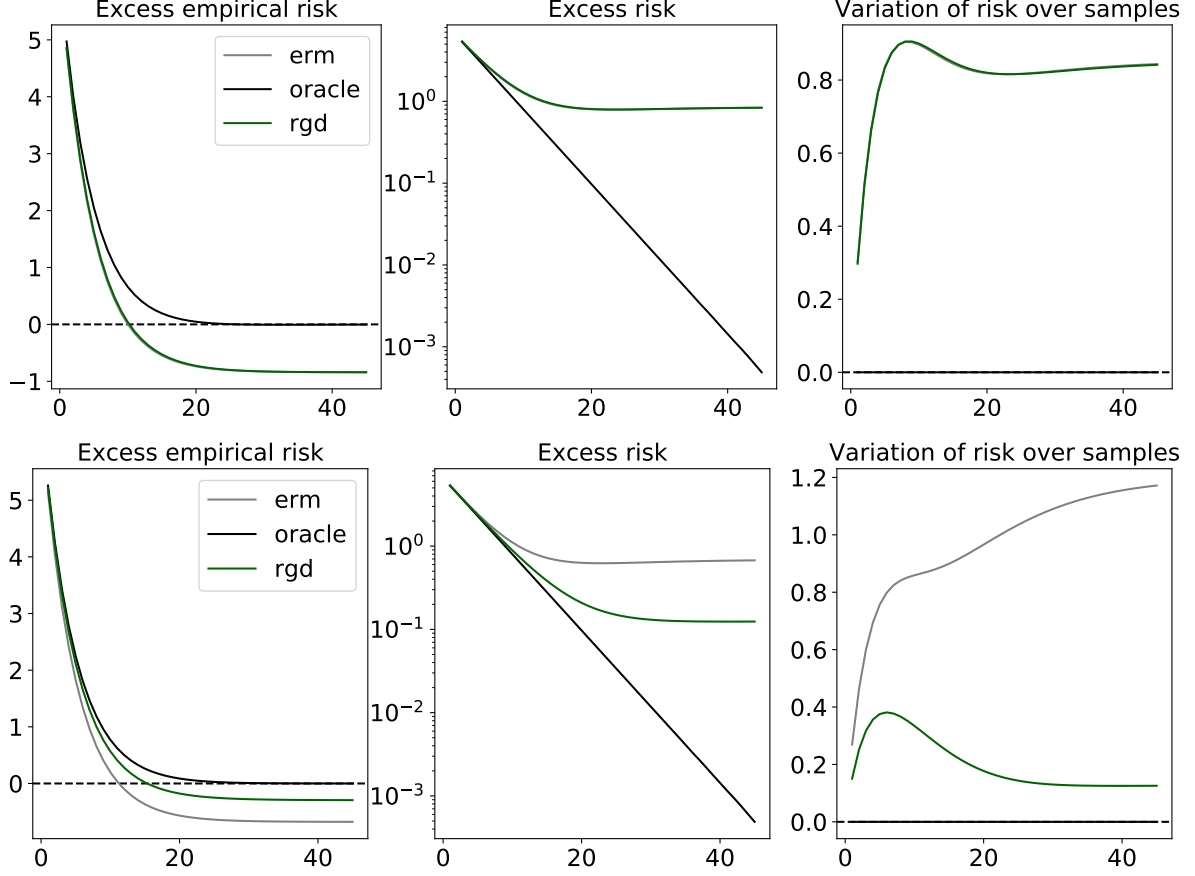 Excess empirical risk
5
4
3
2
1
0
−1
0 20 40
erm
oracle
rgd
Excess risk
10^0
10^−1
10^−2
10^−3
0 20 40
Variation of risk over samples
0.8
0.6
0.4
0.2
0.0
0 20 40
Excess empirical risk
5
4
3
2
1
0
0 20 40
erm
oracle
rgd
Excess risk
10^0
10^−1
10^−2
10^−3
0 20 40
Variation of risk over samples
1.2
1.0
0.8
0.6
0.4
0.2
0.0
0 20 40